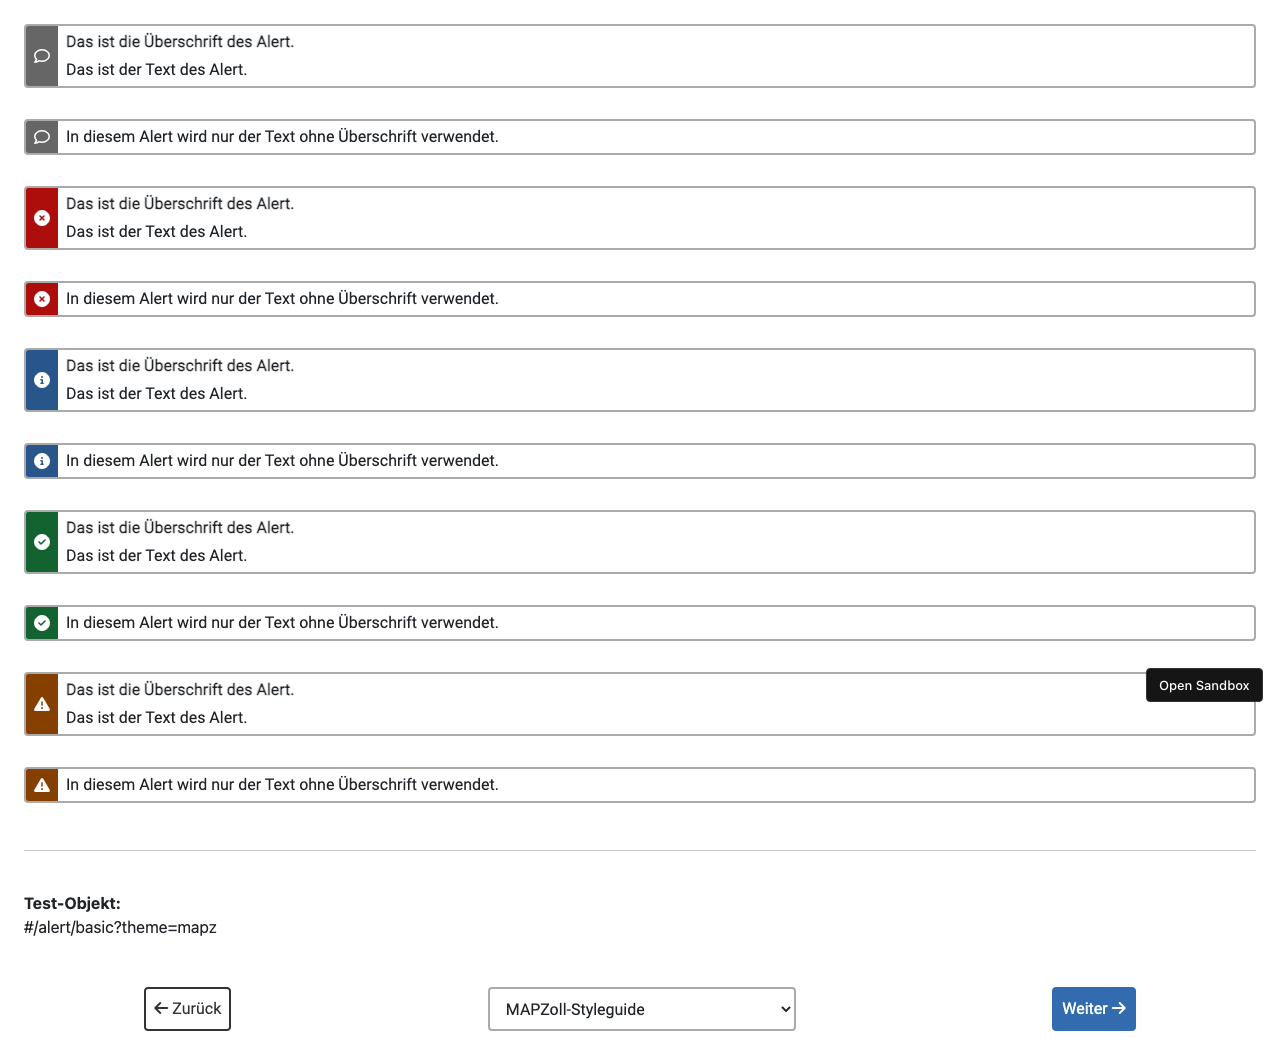 Das ist die Überschrift des Alert.
Das ist der Text des Alert.
In diesem Alert wird nur der Text ohne Überschrift verwendet.
Das ist die Überschrift des Alert.
Das ist der Text des Alert.
In diesem Alert wird nur der Text ohne Überschrift verwendet.
Das ist die Überschrift des Alert.
Das ist der Text des Alert.
In diesem Alert wird nur der Text ohne Überschrift verwendet.
Das ist die Überschrift des Alert.
Das ist der Text des Alert.
In diesem Alert wird nur der Text ohne Überschrift verwendet.
Das ist die Überschrift des Alert.
Open Sandbox
Das ist der Text des Alert.
In diesem Alert wird nur der Text ohne Überschrift verwendet.
Test-Objekt:
#/alert/basic?theme=mapz
← Zurück
MAPZoll-Styleguide
Weiter →